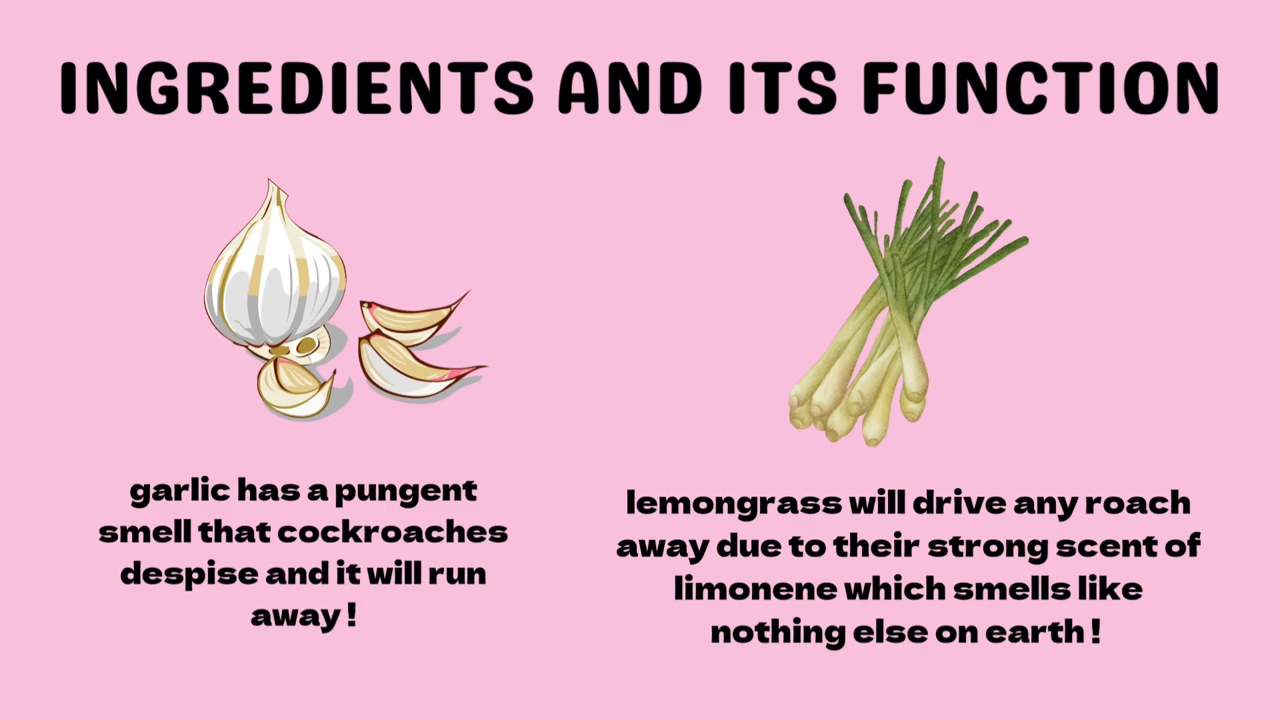 INGREDIENTS AND ITS FUNCTION
garlic has a pungent
smell that cockroaches
despise and it will run
away !
lemongrass will drive any roach
away due to their strong scent of
limonene which smells like
nothing else on earth !